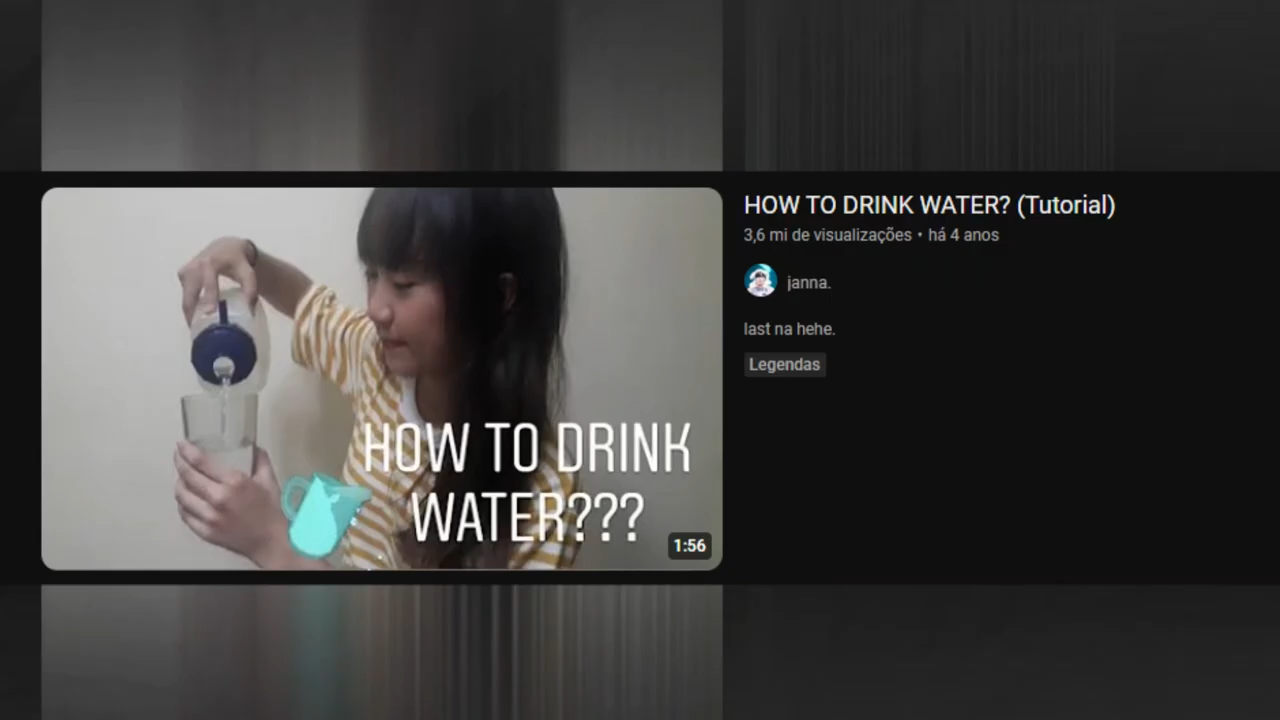 HOW TO DRINK
WATER???
1:56
HOW TO DRINK WATER? (Tutorial)
3,6 mi de visualizações • há 4 anos
janna.
last na hehe.
Legendas